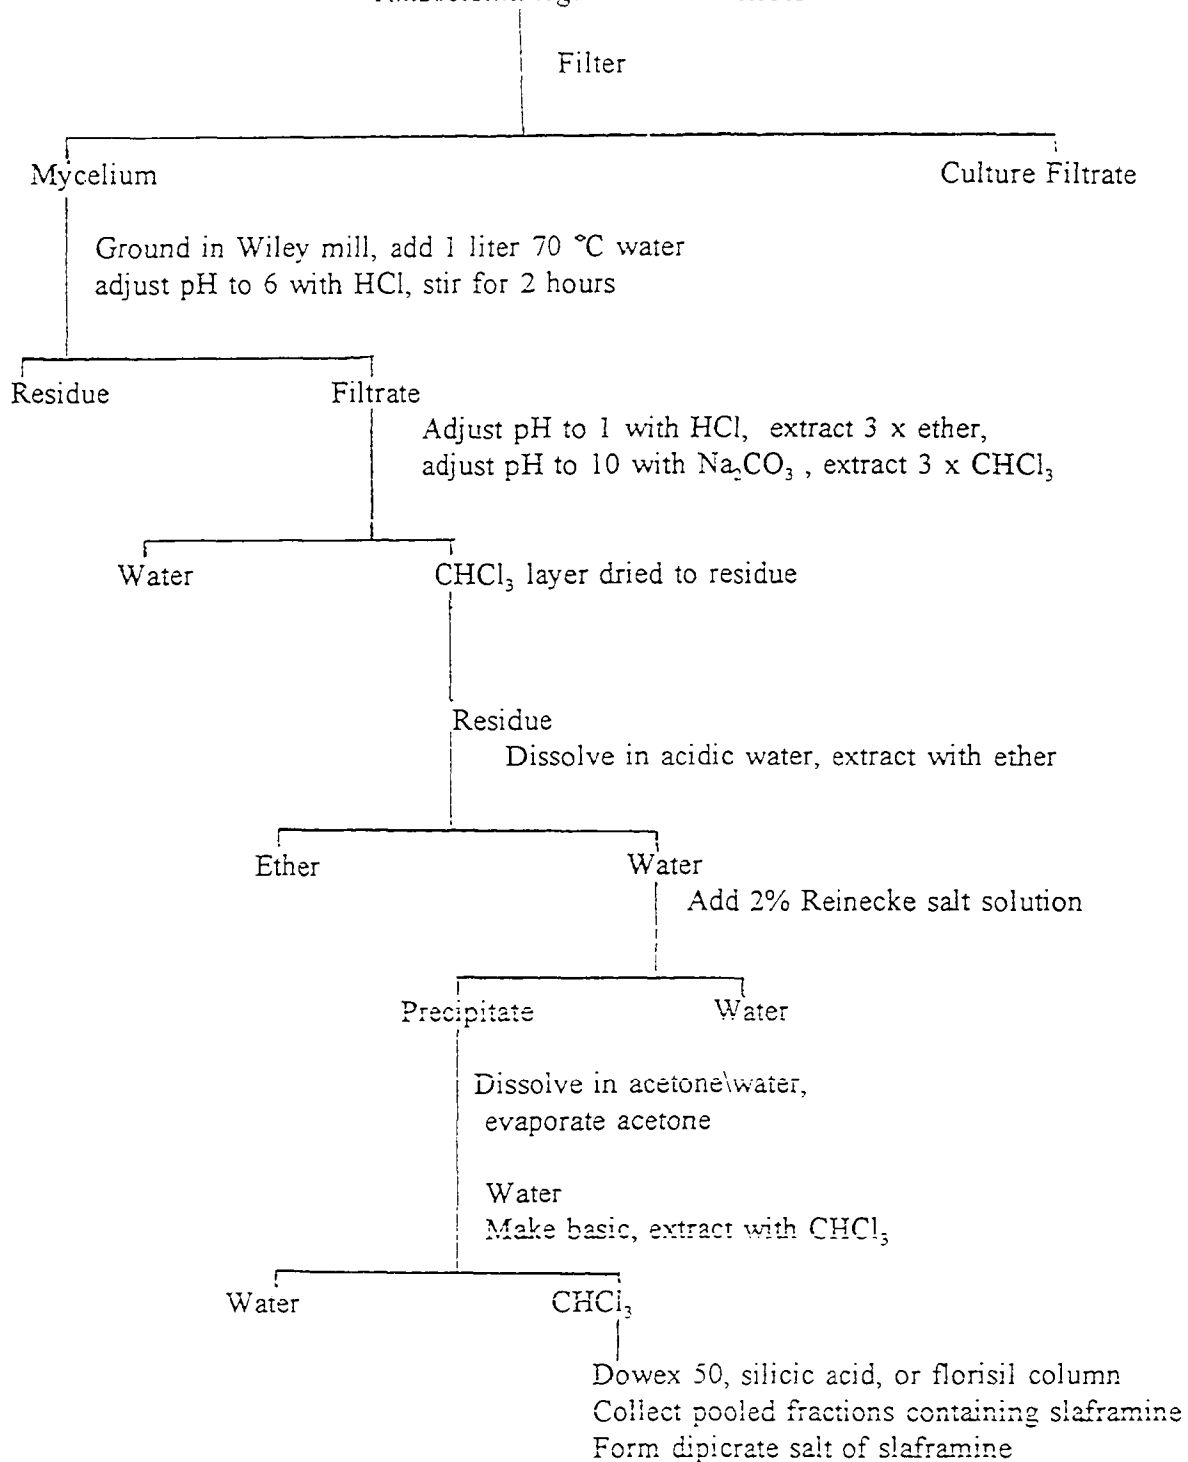 Filter
Mycelium
Culture Filtrate
Ground in Wiley mill, add 1 liter 70 °C water
adjust pH to 6 with HCl, stir for 2 hours
Residue
Filtrate
Adjust pH to 1 with HCl, extract 3 x ether,
adjust pH to 10 with Na₂CO₃ , extract 3 x CHCl₃
Water
CHCl₃ layer dried to residue
Residue
Dissolve in acidic water, extract with ether
Ether
Water
Add 2% Reinecke salt solution
Precipitate
Water
Dissolve in acetone\water,
evaporate acetone
Water
Make basic, extract with CHCl₃
Water
CHCl₃
Dowex 50, silicic acid, or florisil column
Collect pooled fractions containing slaframine
Form dipicrate salt of slaframine